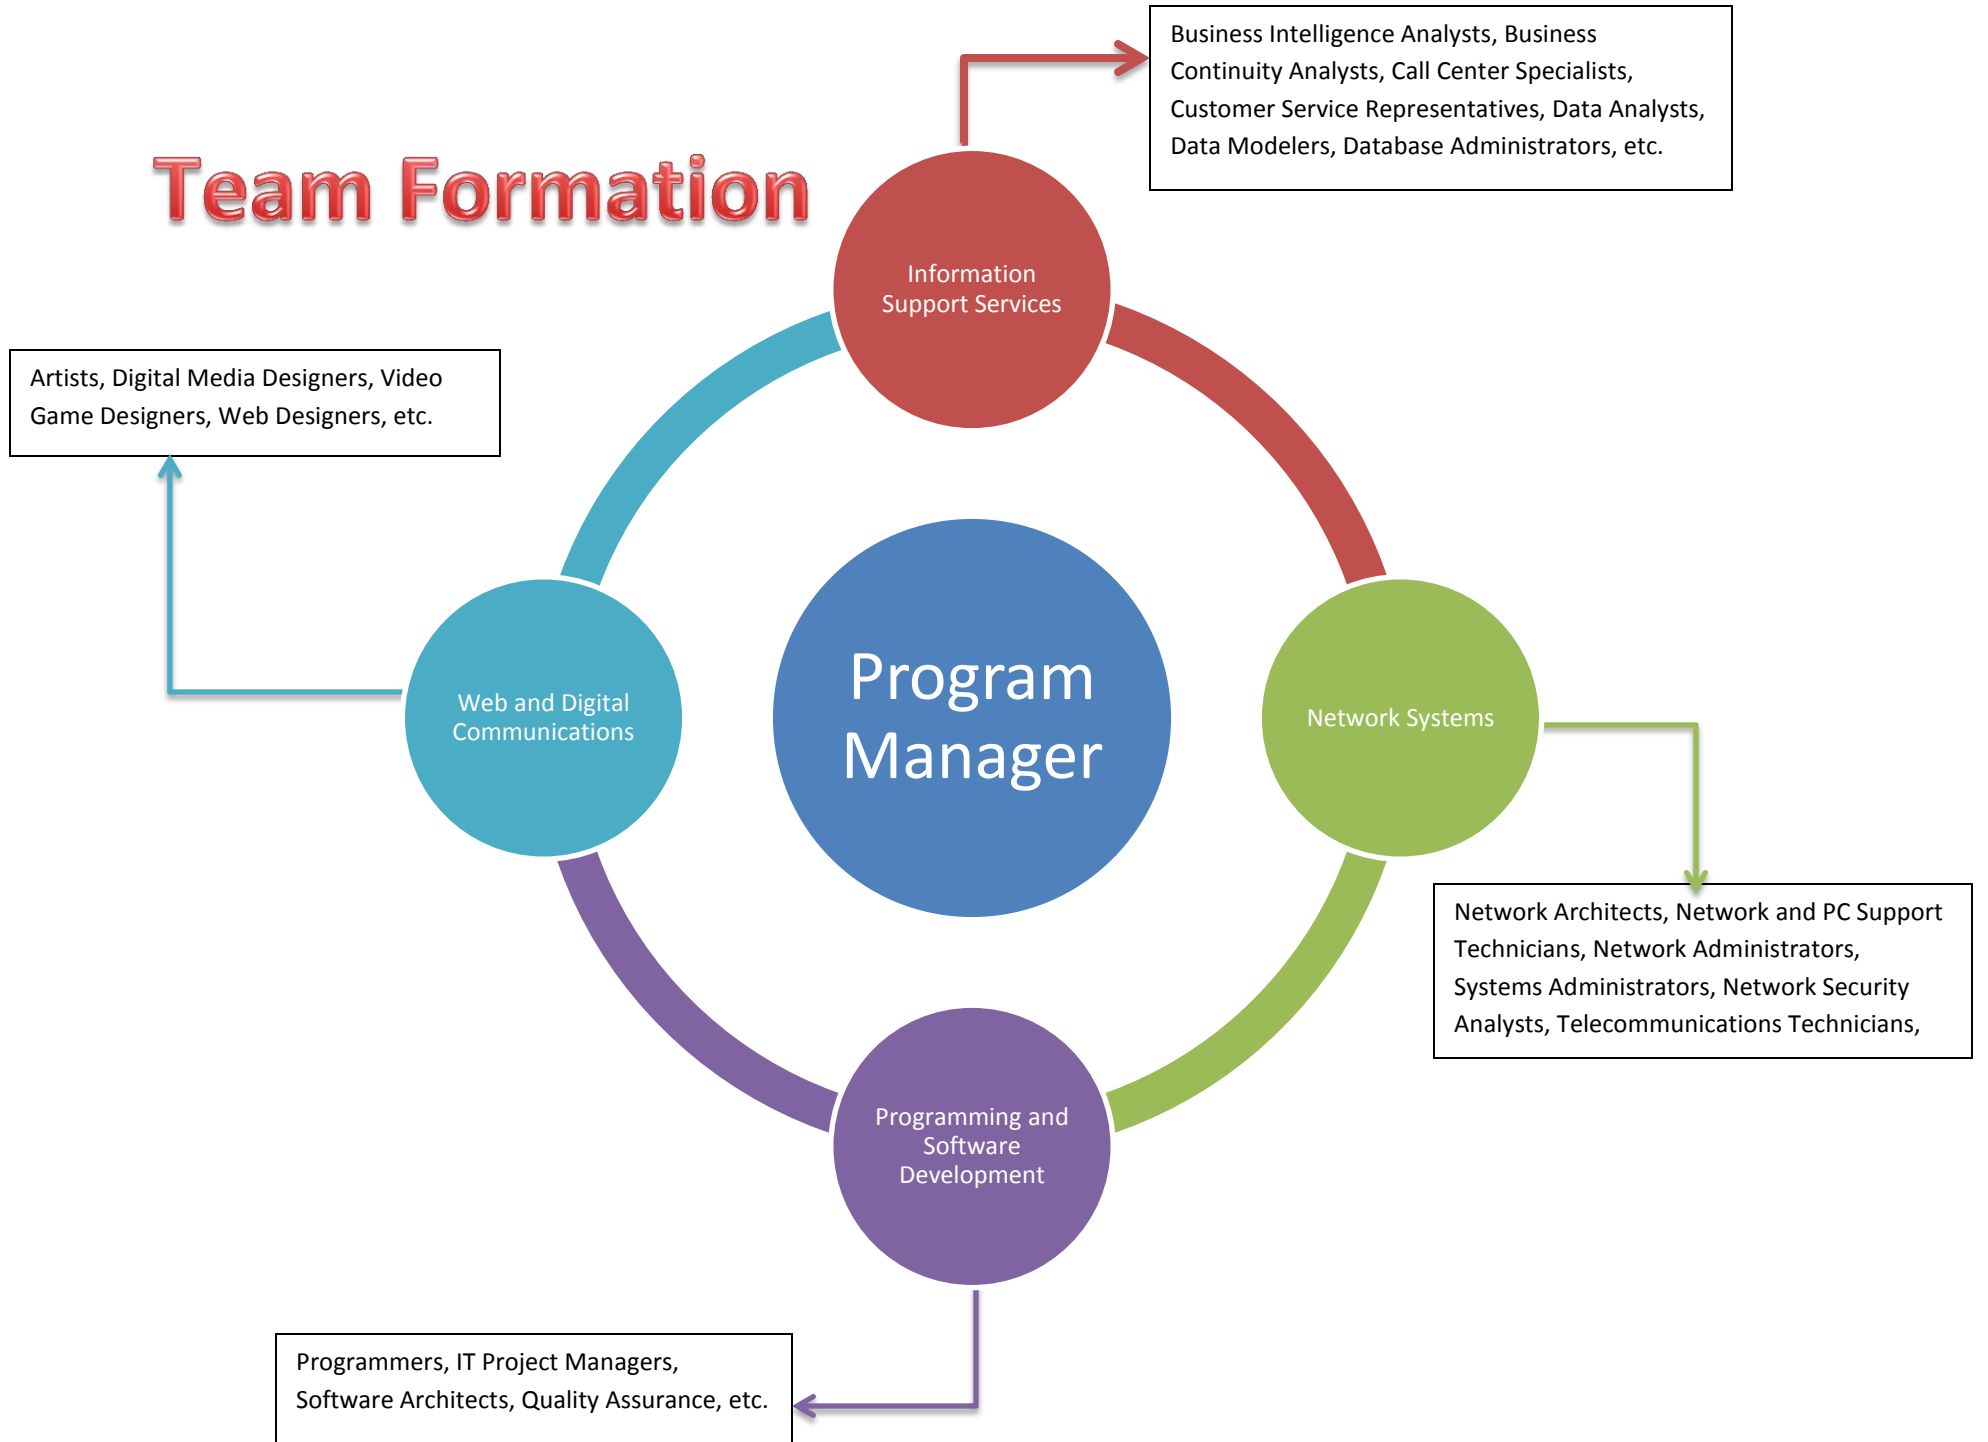 Business Intelligence Analysts, Business
Continuity Analysts, Call Center Specialists,
Customer Service Representatives, Data Analysts,
Data Modelers, Database Administrators, etc.
Team Formation
Information
Support Services
Artists, Digital Media Designers, Video
Game Designers, Web Designers, etc.
Program
Manager
Web and Digital
Communications
Network Systems
Network Architects, Network and PC Support
Technicians, Network Administrators,
Systems Administrators, Network Security
Analysts, Telecommunications Technicians,
Programming and
Software
Development
Programmers, IT Project Managers,
Software Architects, Quality Assurance, etc.